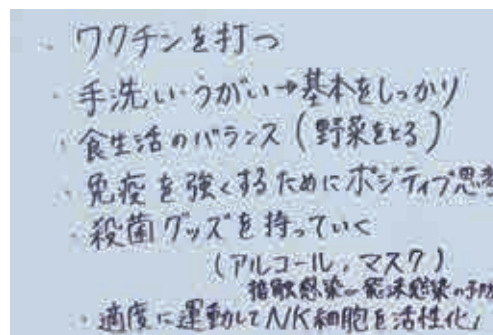 ・ワクチンを打つ
・手洗い・うがい→基本をしっかり
・食生活のバランス(野菜をとる)
・免疫を強くするためにポジティブ思考
・殺菌グッズを持っていく
(アルコール,マスク)
接触感染 飛沫感染の予防
・適度に運動してNK細胞を活性化